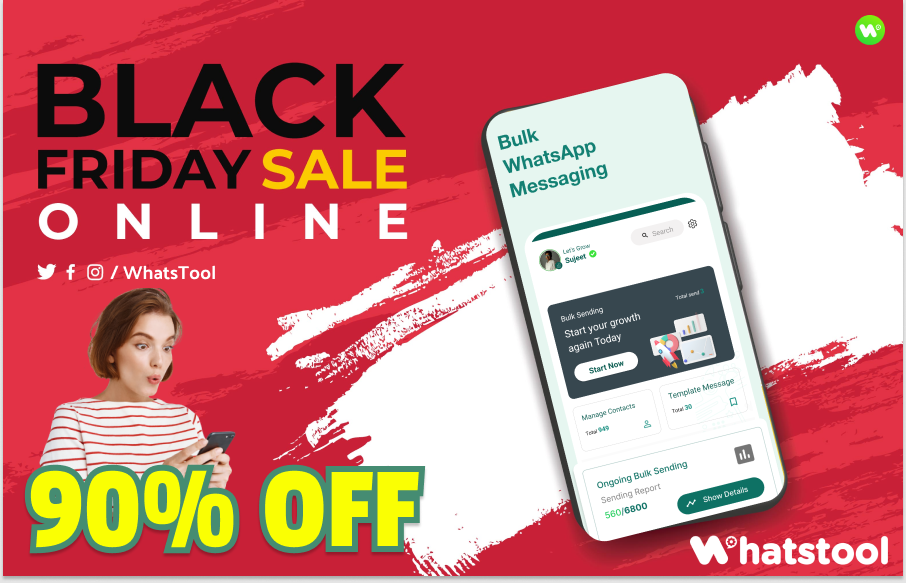 BLACK
FRIDAY SALE
ONLINE
/ WhatsTool
90% OFF
Bulk
WhatsApp
Messaging
Search
Let's Grow
Sujeet
Bulk Sending
Total send 3
Start your growth
again Today
Start Now
Manage Contacts
Total 949
Template Message
Total 30
Ongoing Bulk Sending
Sending Report
560/6800
Show Details
Whatstool